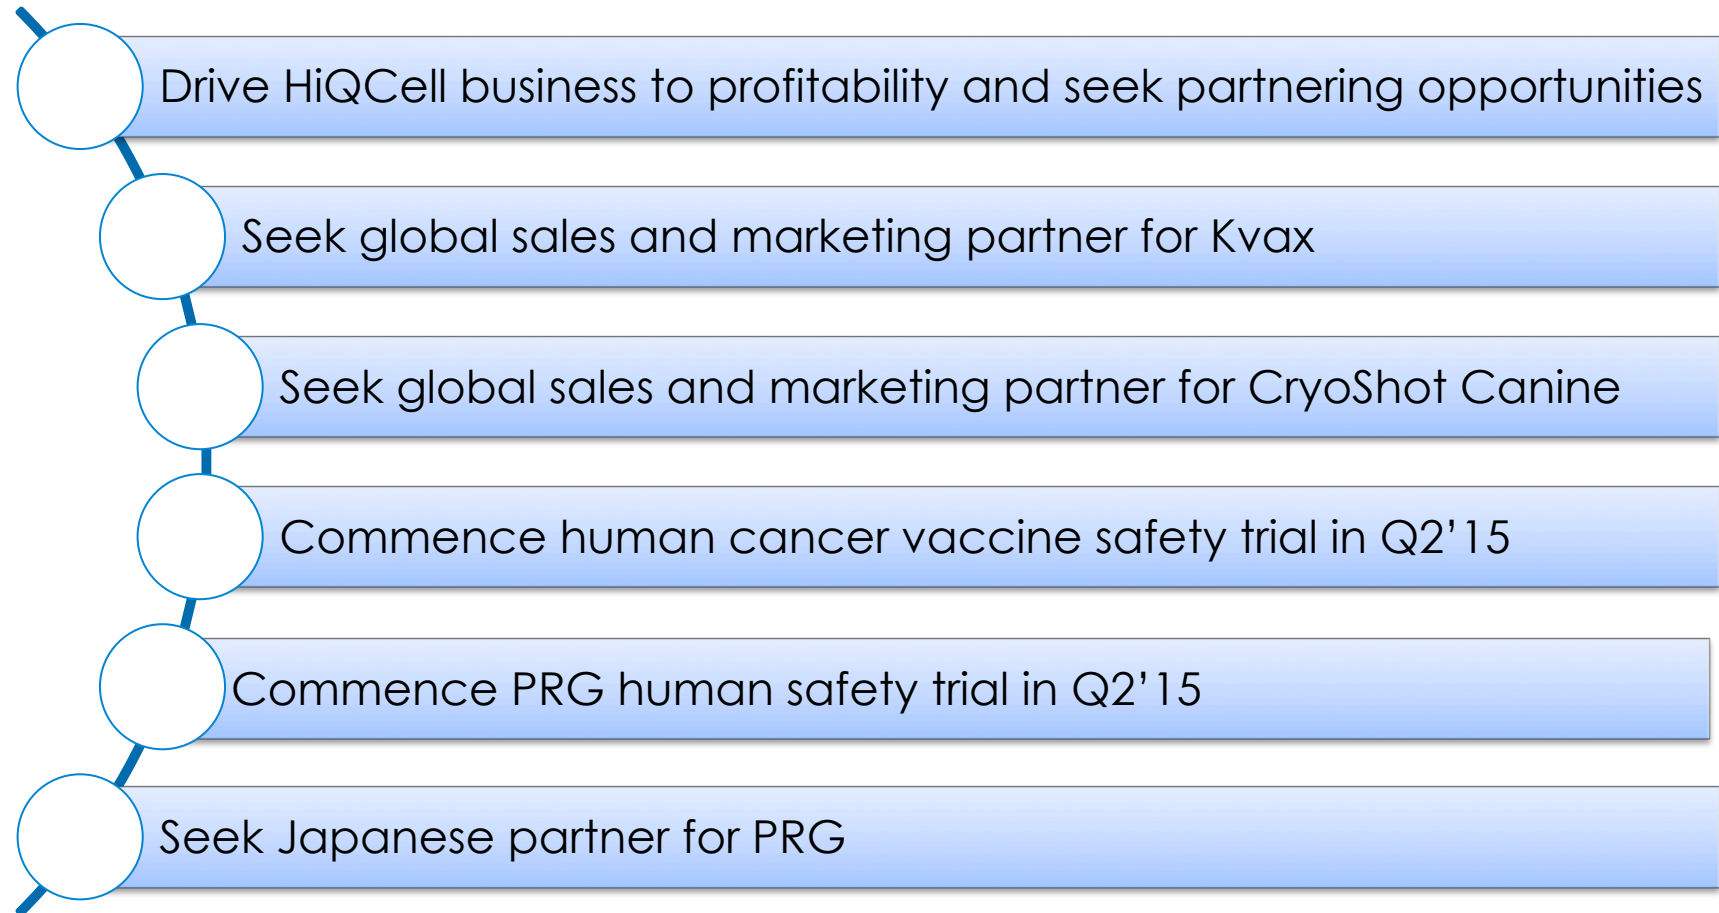 Drive HiQCell business to profitability and seek partnering opportunities
Seek global sales and marketing partner for Kvax
Seek global sales and marketing partner for CryoShot Canine
Commence human cancer vaccine safety trial in Q2’15
Commence PRG human safety trial in Q2’15
Seek Japanese partner for PRG